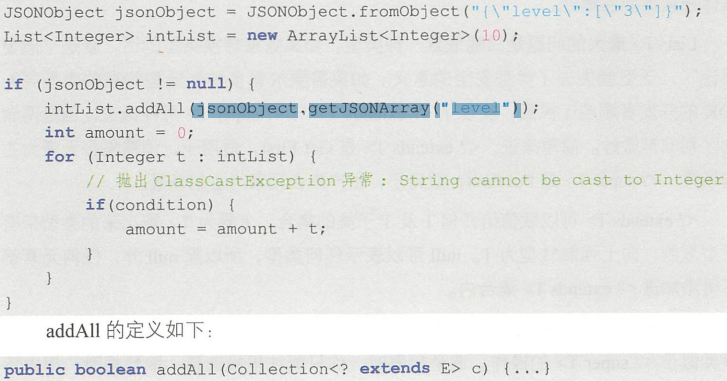 JSONObject jsonObject = JSONObject.fromObject("{\"level\":[\"3\"]}");
List<Integer> intList = new ArrayList<Integer>(10);
if (jsonObject != null) {
intList.addAll(jsonObject.getJSONArray("level"));
int amount = 0;
for (Integer t : intList) {
// 抛出 ClassCastException 异常 : String cannot be cast to Integer
if(condition) {
amount = amount + t;
}
}
}
addAll 的定义如下：
public boolean addAll(Collection<? extends E> c) {...}